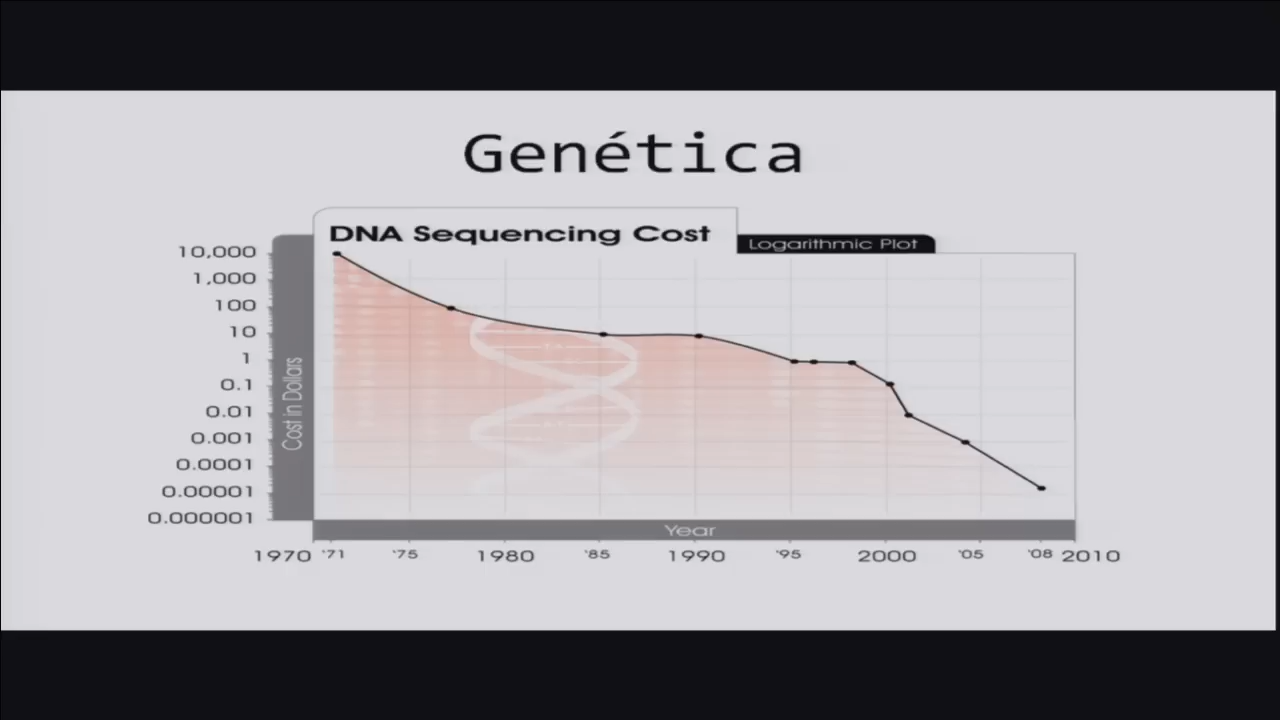 Genética
DNA Sequencing Cost
Logarithmic Plot
10,000
1,000
100
10
1
0.1
0.01
0.001
0.0001
0.00001
0.000001
Cost in Dollars
Year
1970 '71 '75 1980 '85 1990 '95 2000 '05 '08 2010